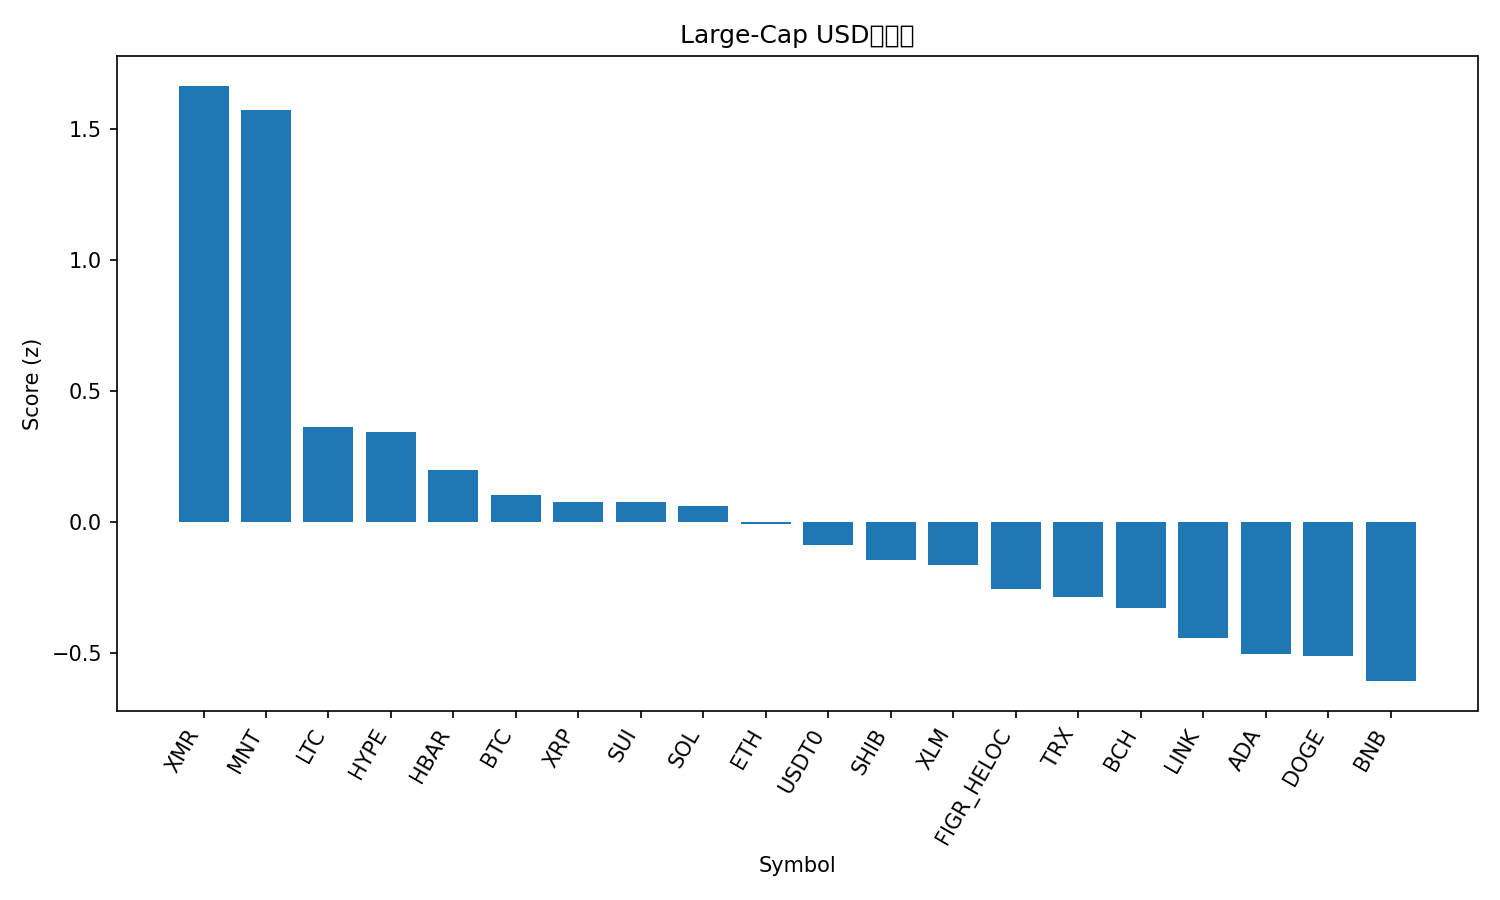 Large-Cap USD
Score (z)
1.5
1.0
0.5
0.0
−0.5
XMR
MNT
LTC
HYPE
HBAR
BTC
XRP
SUI
SOL
ETH
USDT0
SHIB
XLM
FIGR_HELOC
TRX
BCH
LINK
ADA
DOGE
BNB
Symbol